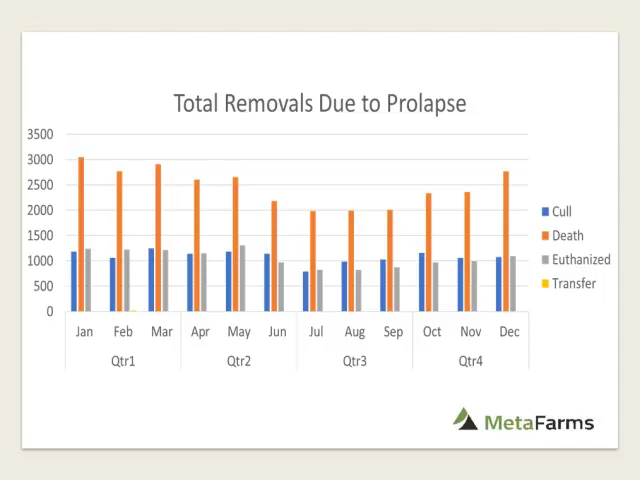 Total Removals Due to Prolapse
3500
3000
2500
2000
1500
1000
500
0
Jan Feb Mar Apr May Jun Jul Aug Sep Oct Nov Dec
Qtr1 Qtr2 Qtr3 Qtr4
Cull
Death
Euthanized
Transfer
MetaFarms